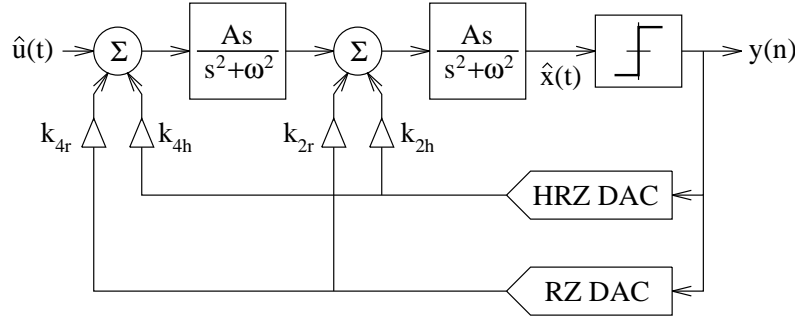 û(t)
Σ
As
s²+ω²
Σ
As
s²+ω²
x̂(t)
y(n)
k₄ᵣ
k₄ₕ
k₂ᵣ
k₂ₕ
HRZ DAC
RZ DAC